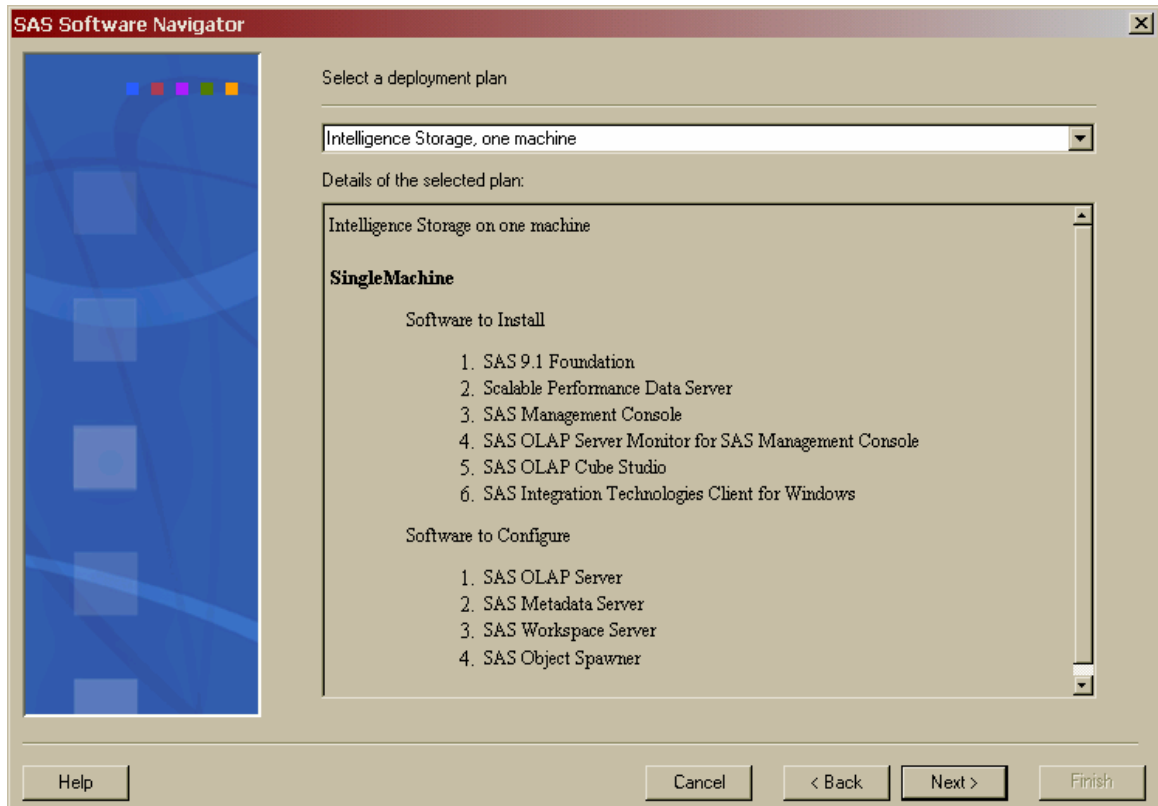 SAS Software Navigator
Select a deployment plan
Intelligence Storage, one machine
Details of the selected plan:
Intelligence Storage on one machine
SingleMachine
Software to Install
1. SAS 9.1 Foundation
2. Scalable Performance Data Server
3. SAS Management Console
4. SAS OLAP Server Monitor for SAS Management Console
5. SAS OLAP Cube Studio
6. SAS Integration Technologies Client for Windows
Software to Configure
1. SAS OLAP Server
2. SAS Metadata Server
3. SAS Workspace Server
4. SAS Object Spawner
Help Cancel < Back Next > Finish